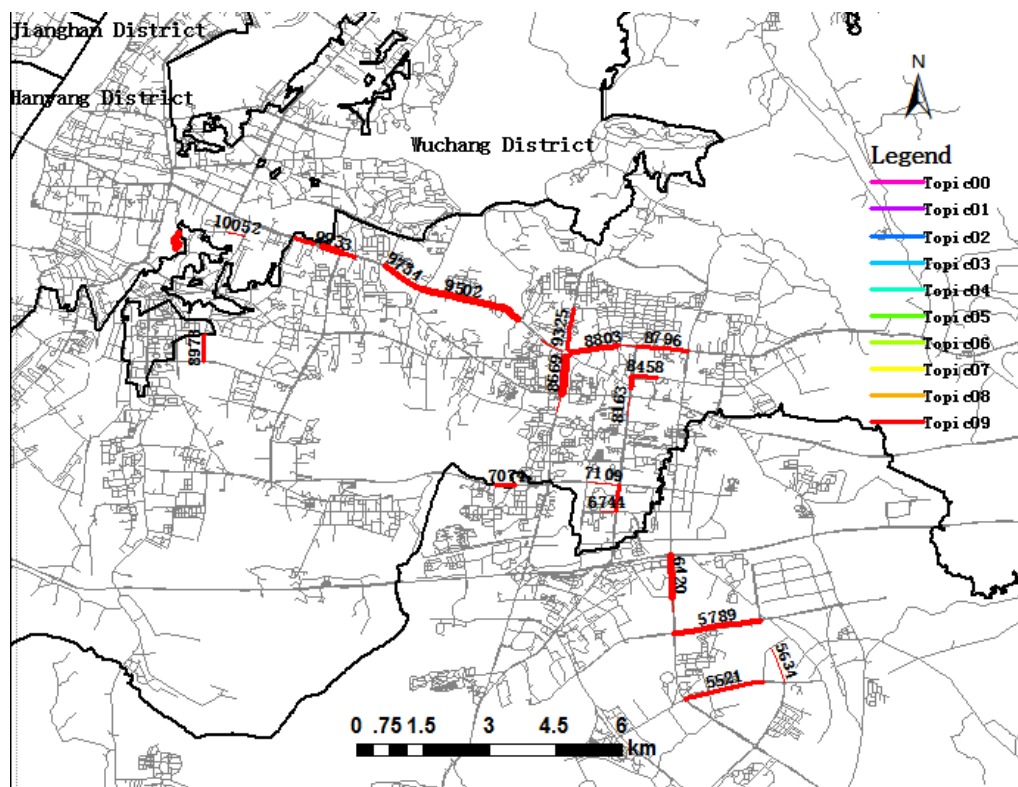 Jianghan District
Hanyang District
Wuchang District
N
Legend
Topic00
Topic01
Topic02
Topic03
Topic04
Topic05
Topic06
Topic07
Topic08
Topic09
10052
9933
9734
9502
9325
8978
8803
8796
8669
8458
8163
7074
7109
6744
6420
5789
5634
5521
0 .75 1.5 3 4.5 6
km